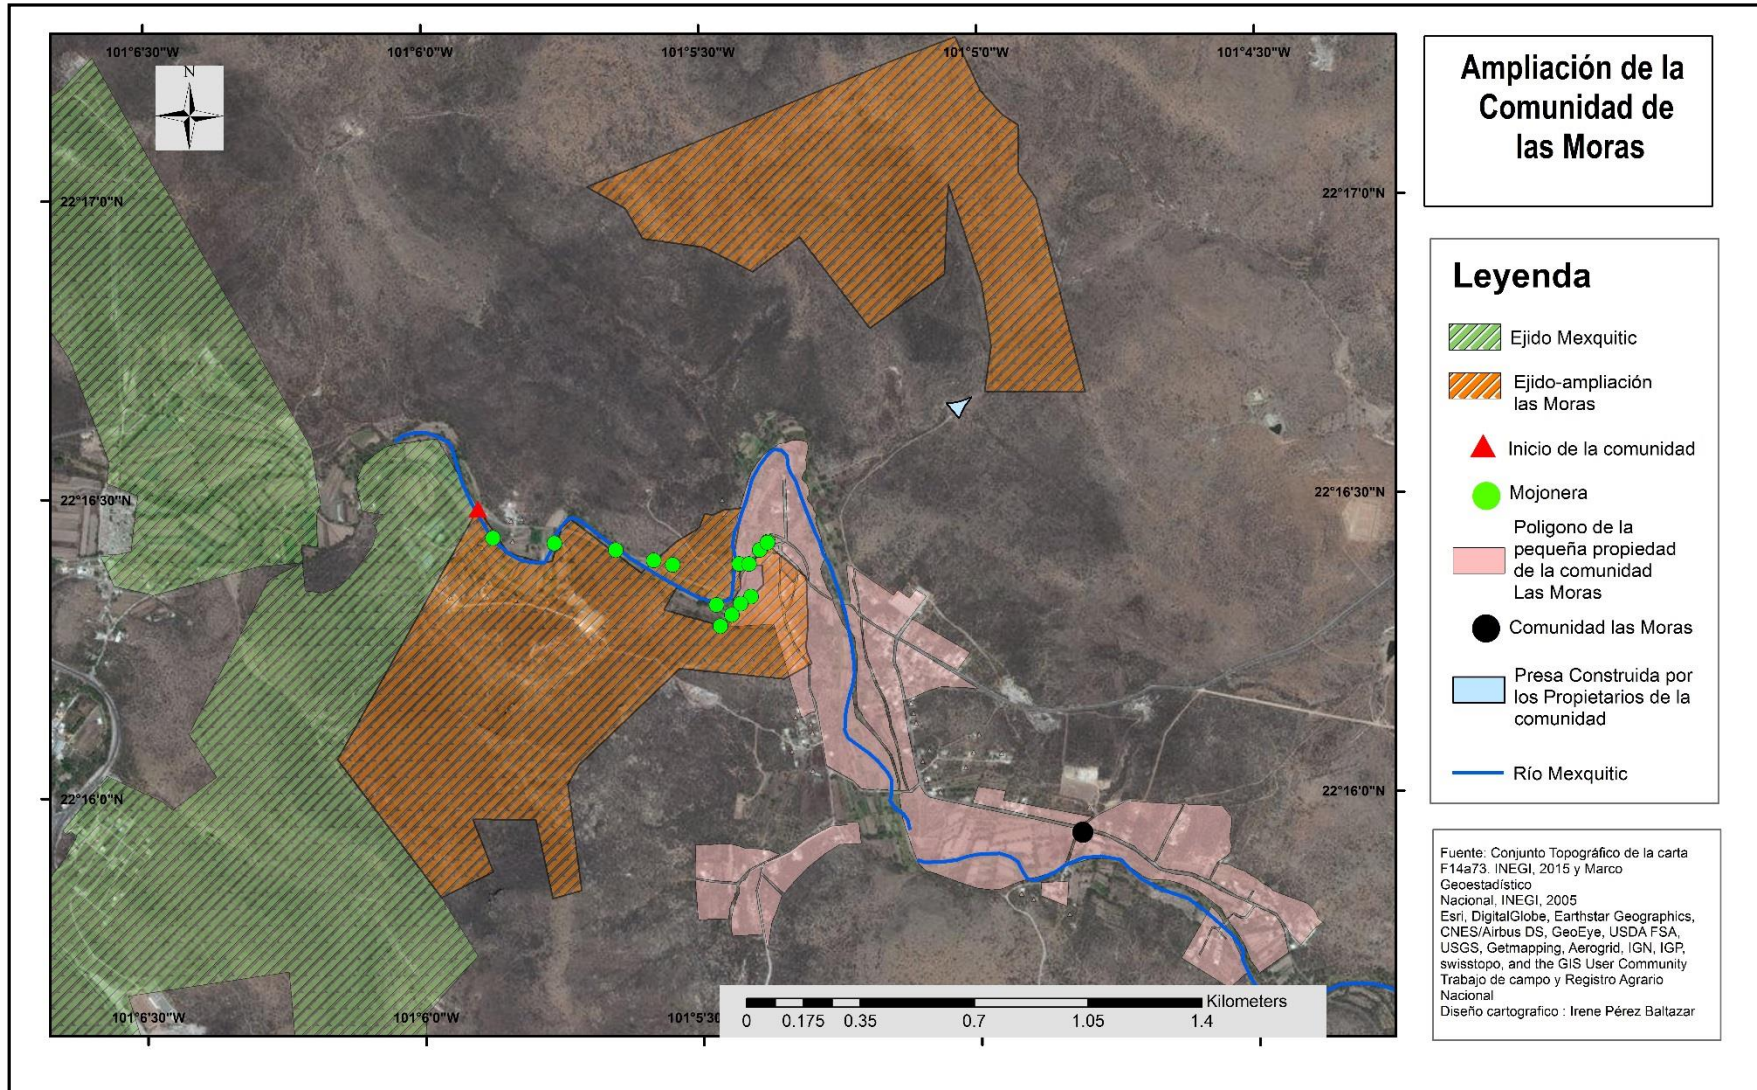 101°6'30"W
101°6'0"W
101°5'30"W
101°5'0"W
101°4'30"W
N
22°17'0"N
22°17'0"N
22°16'30"N
22°16'30"N
22°16'0"N
22°16'0"N
101°6'30"W
101°6'0"W
101°5'30"
Kilometers
0
0.175
0.35
0.7
1.05
1.4
Ampliación de la
Comunidad de
las Moras
Leyenda
Ejido Mexquitic
Ejido-ampliación
las Moras
Inicio de la comunidad
Mojonera
Poligono de la
pequeña propiedad
de la comunidad
Las Moras
Comunidad las Moras
Presa Construida por
los Propietarios de la
comunidad
Río Mexquitic
Fuente: Conjunto Topográfico de la carta
F14a73. INEGI, 2015 y Marco
Geoestadístico
Nacional, INEGI, 2005
Esri, DigitalGlobe, Earthstar Geographics,
CNES/Airbus DS, GeoEye, USDA FSA,
USGS, Getmapping, Aerogrid, IGN, IGP,
swisstopo, and the GIS User Community
Trabajo de campo y Registro Agrario
Nacional
Diseño cartografico : Irene Pérez Baltazar